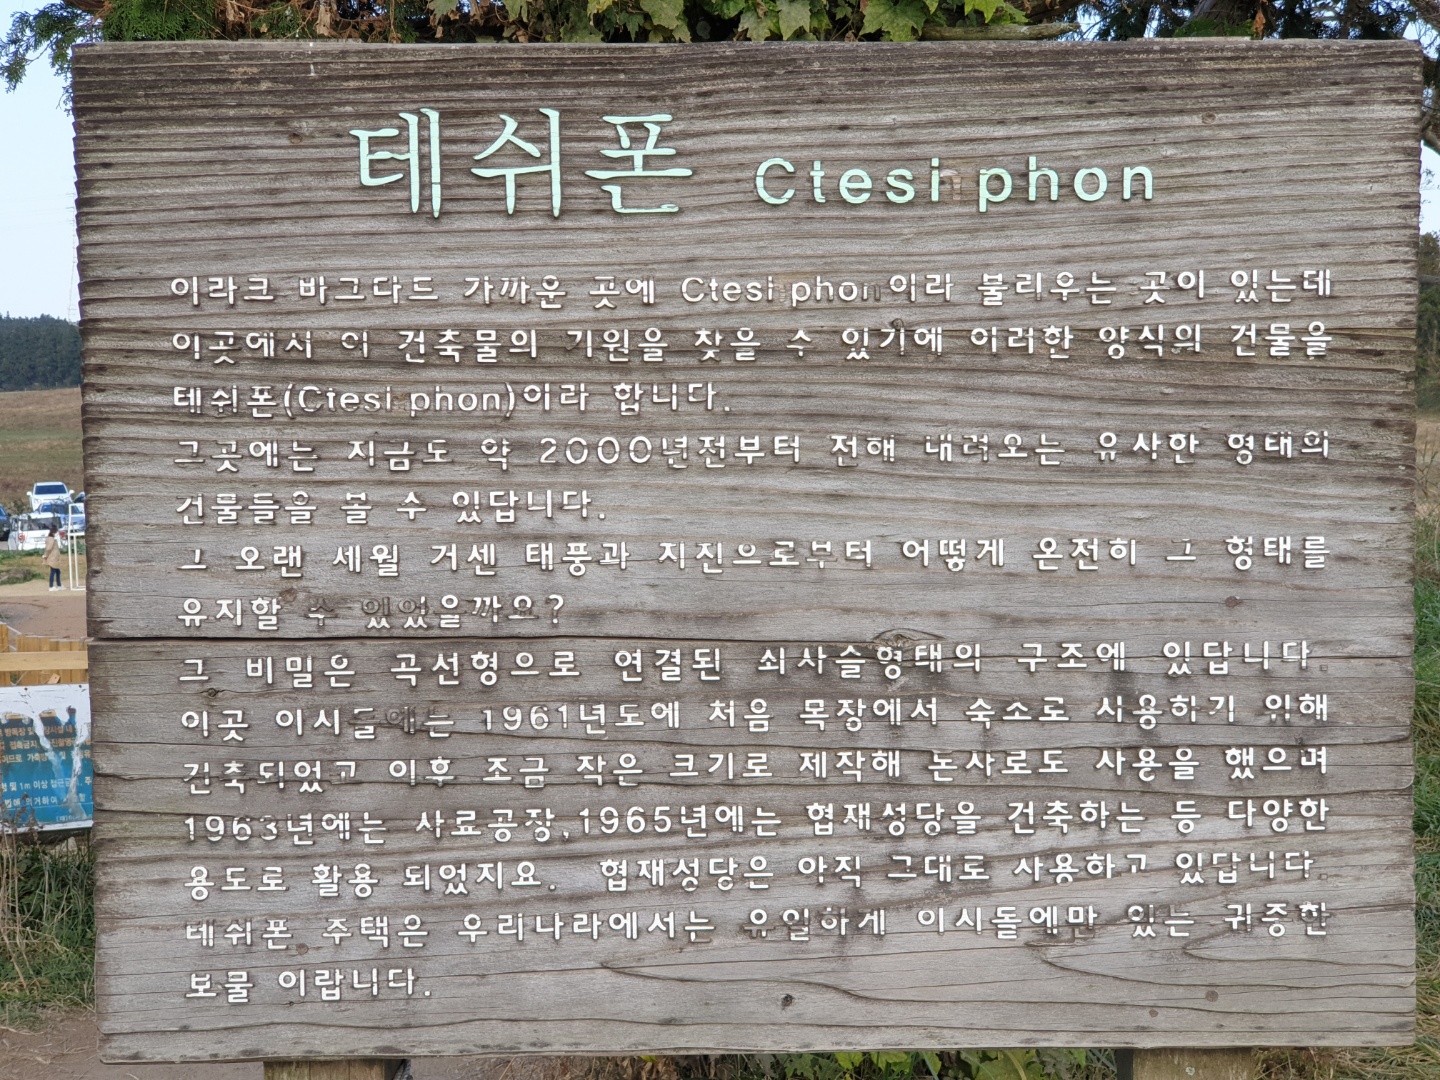 테쉬폰 Ctesi phon
이라크 바그다드 가까운 곳에 Ctesi phon이라 불리우는 곳이 있는데
이곳에서 이 건축물의 기원을 찾을 수 있기에 이러한 양식의 건물을
테쉬폰(Ctesi phon)이라 합니다.
그곳에는 지금도 약 2000년전부터 전해 내려오는 유사한 형태의
건물들을 볼 수 있답니다.
그 오랜 세월 거센 태풍과 지진으로부터 어떻게 온전히 그 형태를
유지할 수 있었을까요?
그 비밀은 곡선형으로 연결된 쇠사슬형태의 구조에 있답니다.
이곳 이시돌에는 1961년도에 처음 목장에서 숙소로 사용하기 위해
건축되었고 이후 조금 작은 크기로 제작해 돈사로도 사용을 했으며
1963년에는 사료공장,1965년에는 협재성당을 건축하는 등 다양한
용도로 활용 되었지요. 협재성당은 아직 그대로 사용하고 있답니다.
테쉬폰 주택은 우리나라에서는 유일하게 이시돌에만 있는 귀중한
보물 이랍니다.